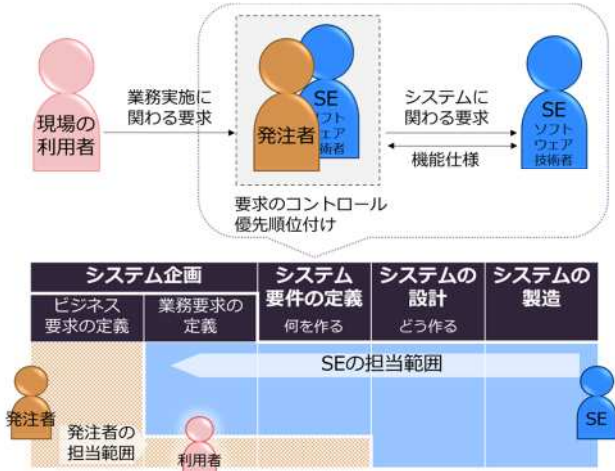 現場の
利用者
業務実施に
関わる要求
発注者
SE
ソフト
ウェア
技術者
システムに
関わる要求
機能仕様
SE
ソフト
ウェア
技術者
要求のコントロール
優先順位付け
システム企画
ビジネス
要求の定義
業務要求の
定義
システム
要件の定義
何を作る
システムの
設計
どう作る
システムの
製造
SEの担当範囲
発注者
発注者の
担当範囲
利用者
SE